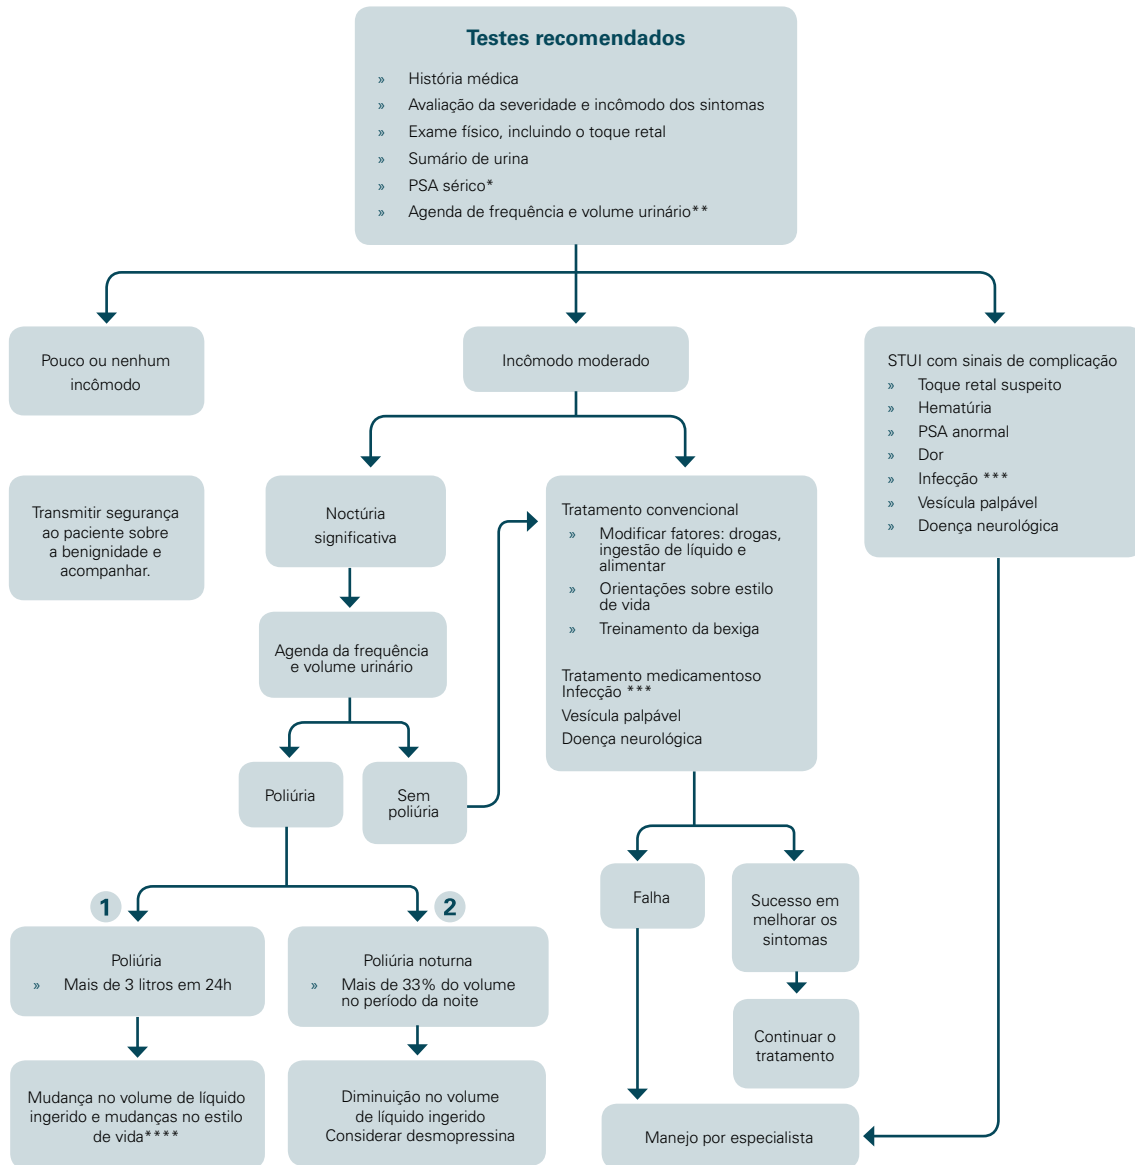 Testes recomendados
» História médica
» Avaliação da severidade e incômodo dos sintomas
» Exame físico, incluindo o toque retal
» Sumário de urina
» PSA sérico*
» Agenda de frequência e volume urinário**
Pouco ou nenhum
incômodo
Incômodo moderado
STUI com sinais de complicação
» Toque retal suspeito
» Hematúria
» PSA anormal
» Dor
» Infecção ***
» Vesícula palpável
» Doença neurológica
Transmitir segurança
ao paciente sobre
a benignidade e
acompanhar.
Noctúria
significativa
Tratamento convencional
» Modificar fatores: drogas,
ingestão de líquido e
alimentar
» Orientações sobre estilo
de vida
» Treinamento da bexiga
Tratamento medicamentoso
Infecção ***
Vesícula palpável
Doença neurológica
Agenda da frequência
e volume urinário
Poliúria
Sem
poliúria
Falha
Sucesso em
melhorar os
sintomas
1
2
Poliúria
» Mais de 3 litros em 24h
Poliúria noturna
» Mais de 33% do volume
no período da noite
Continuar o
tratamento
Mudança no volume de líquido
ingerido e mudanças no estilo
de vida****
Diminuição no volume
de líquido ingerido
Considerar desmopressina
Manejo por especialista